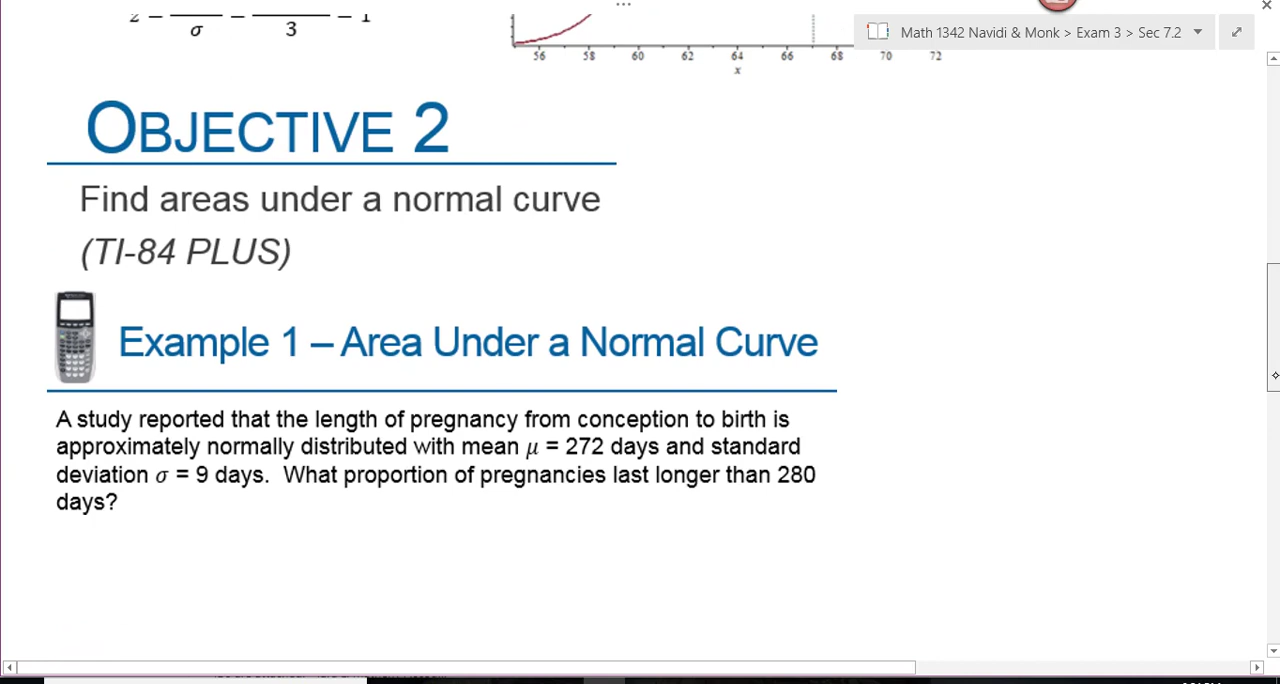 σ 3
56 58 60 62 64 66 68 70 72
x
Math 1342 Navidi & Monk > Exam 3 > Sec 7.2
OBJECTIVE 2
Find areas under a normal curve
(TI-84 PLUS)
Example 1 – Area Under a Normal Curve
A study reported that the length of pregnancy from conception to birth is
approximately normally distributed with mean μ = 272 days and standard
deviation σ = 9 days. What proportion of pregnancies last longer than 280
days?